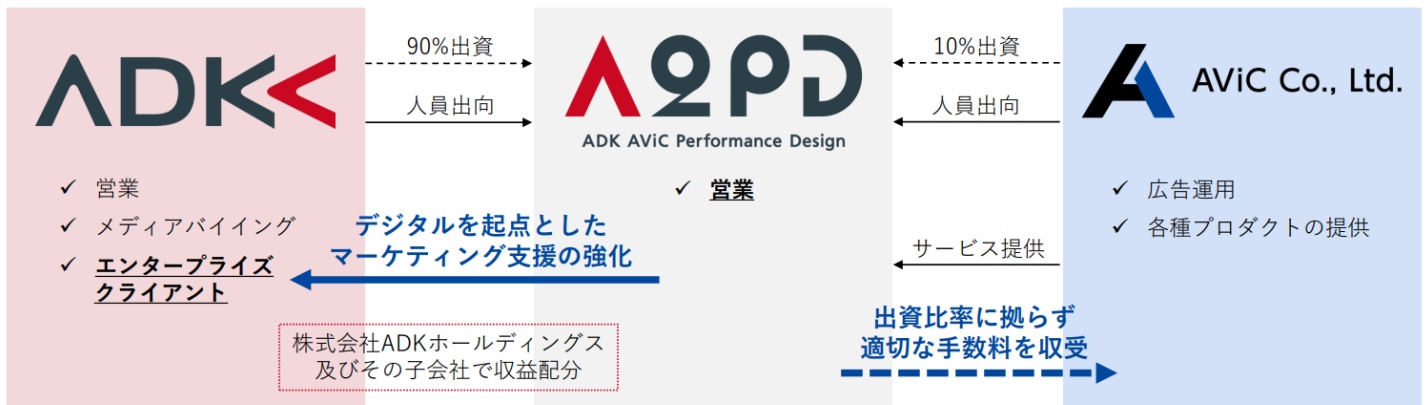 ADK
90%出資
人員出向
A2PD
ADK AViC Performance Design
10%出資
人員出向
AViC Co., Ltd.
✓ 営業
✓ メディアバイイング
✓ エンタープライズ
クライアント
デジタルを起点とした
マーケティング支援の強化
✓ 営業
サービス提供
✓ 広告運用
✓ 各種プロダクトの提供
株式会社ADKホールディングス
及びその子会社で収益配分
出資比率に拠らず
適切な手数料を収受